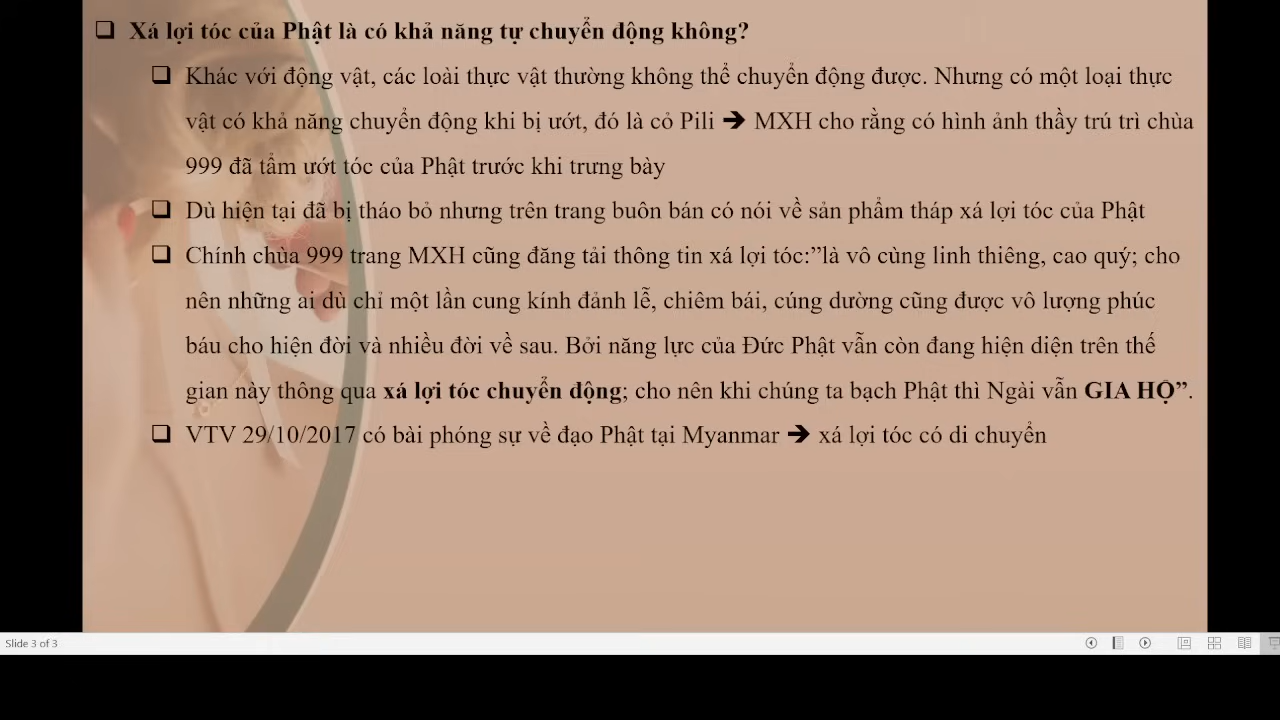 ❑ Xá lợi tóc của Phật là có khả năng tự chuyển động không?
❑ Khác với động vật, các loài thực vật thường không thể chuyển động được. Nhưng có một loại thực
vật có khả năng chuyển động khi bị ướt, đó là cỏ Pili ➔ MXH cho rằng có hình ảnh thầy trú trì chùa
999 đã tẩm ướt tóc của Phật trước khi trưng bày
❑ Dù hiện tại đã bị tháo bỏ nhưng trên trang buôn bán có nói về sản phẩm tháp xá lợi tóc của Phật
❑ Chính chùa 999 trang MXH cũng đăng tải thông tin xá lợi tóc:”là vô cùng linh thiêng, cao quý; cho
nên những ai dù chỉ một lần cung kính đảnh lễ, chiêm bái, cúng dường cũng được vô lượng phúc
báu cho hiện đời và nhiều đời về sau. Bởi năng lực của Đức Phật vẫn còn đang hiện diện trên thế
gian này thông qua xá lợi tóc chuyển động; cho nên khi chúng ta bạch Phật thì Ngài vẫn GIA HỘ”.
❑ VTV 29/10/2017 có bài phóng sự về đạo Phật tại Myanmar ➔ xá lợi tóc có di chuyển
Slide 3 of 3